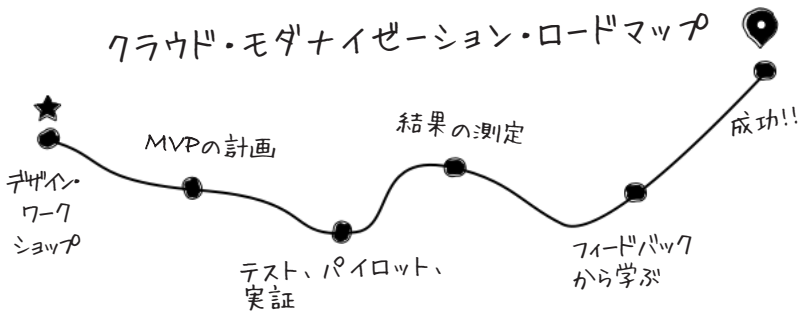 クラウド・モダナイゼーション・ロードマップ
デザイン・
ワーク
ショップ
MVPの計画
テスト、パイロット、
実証
結果の測定
フィードバック
から学ぶ
成功!!